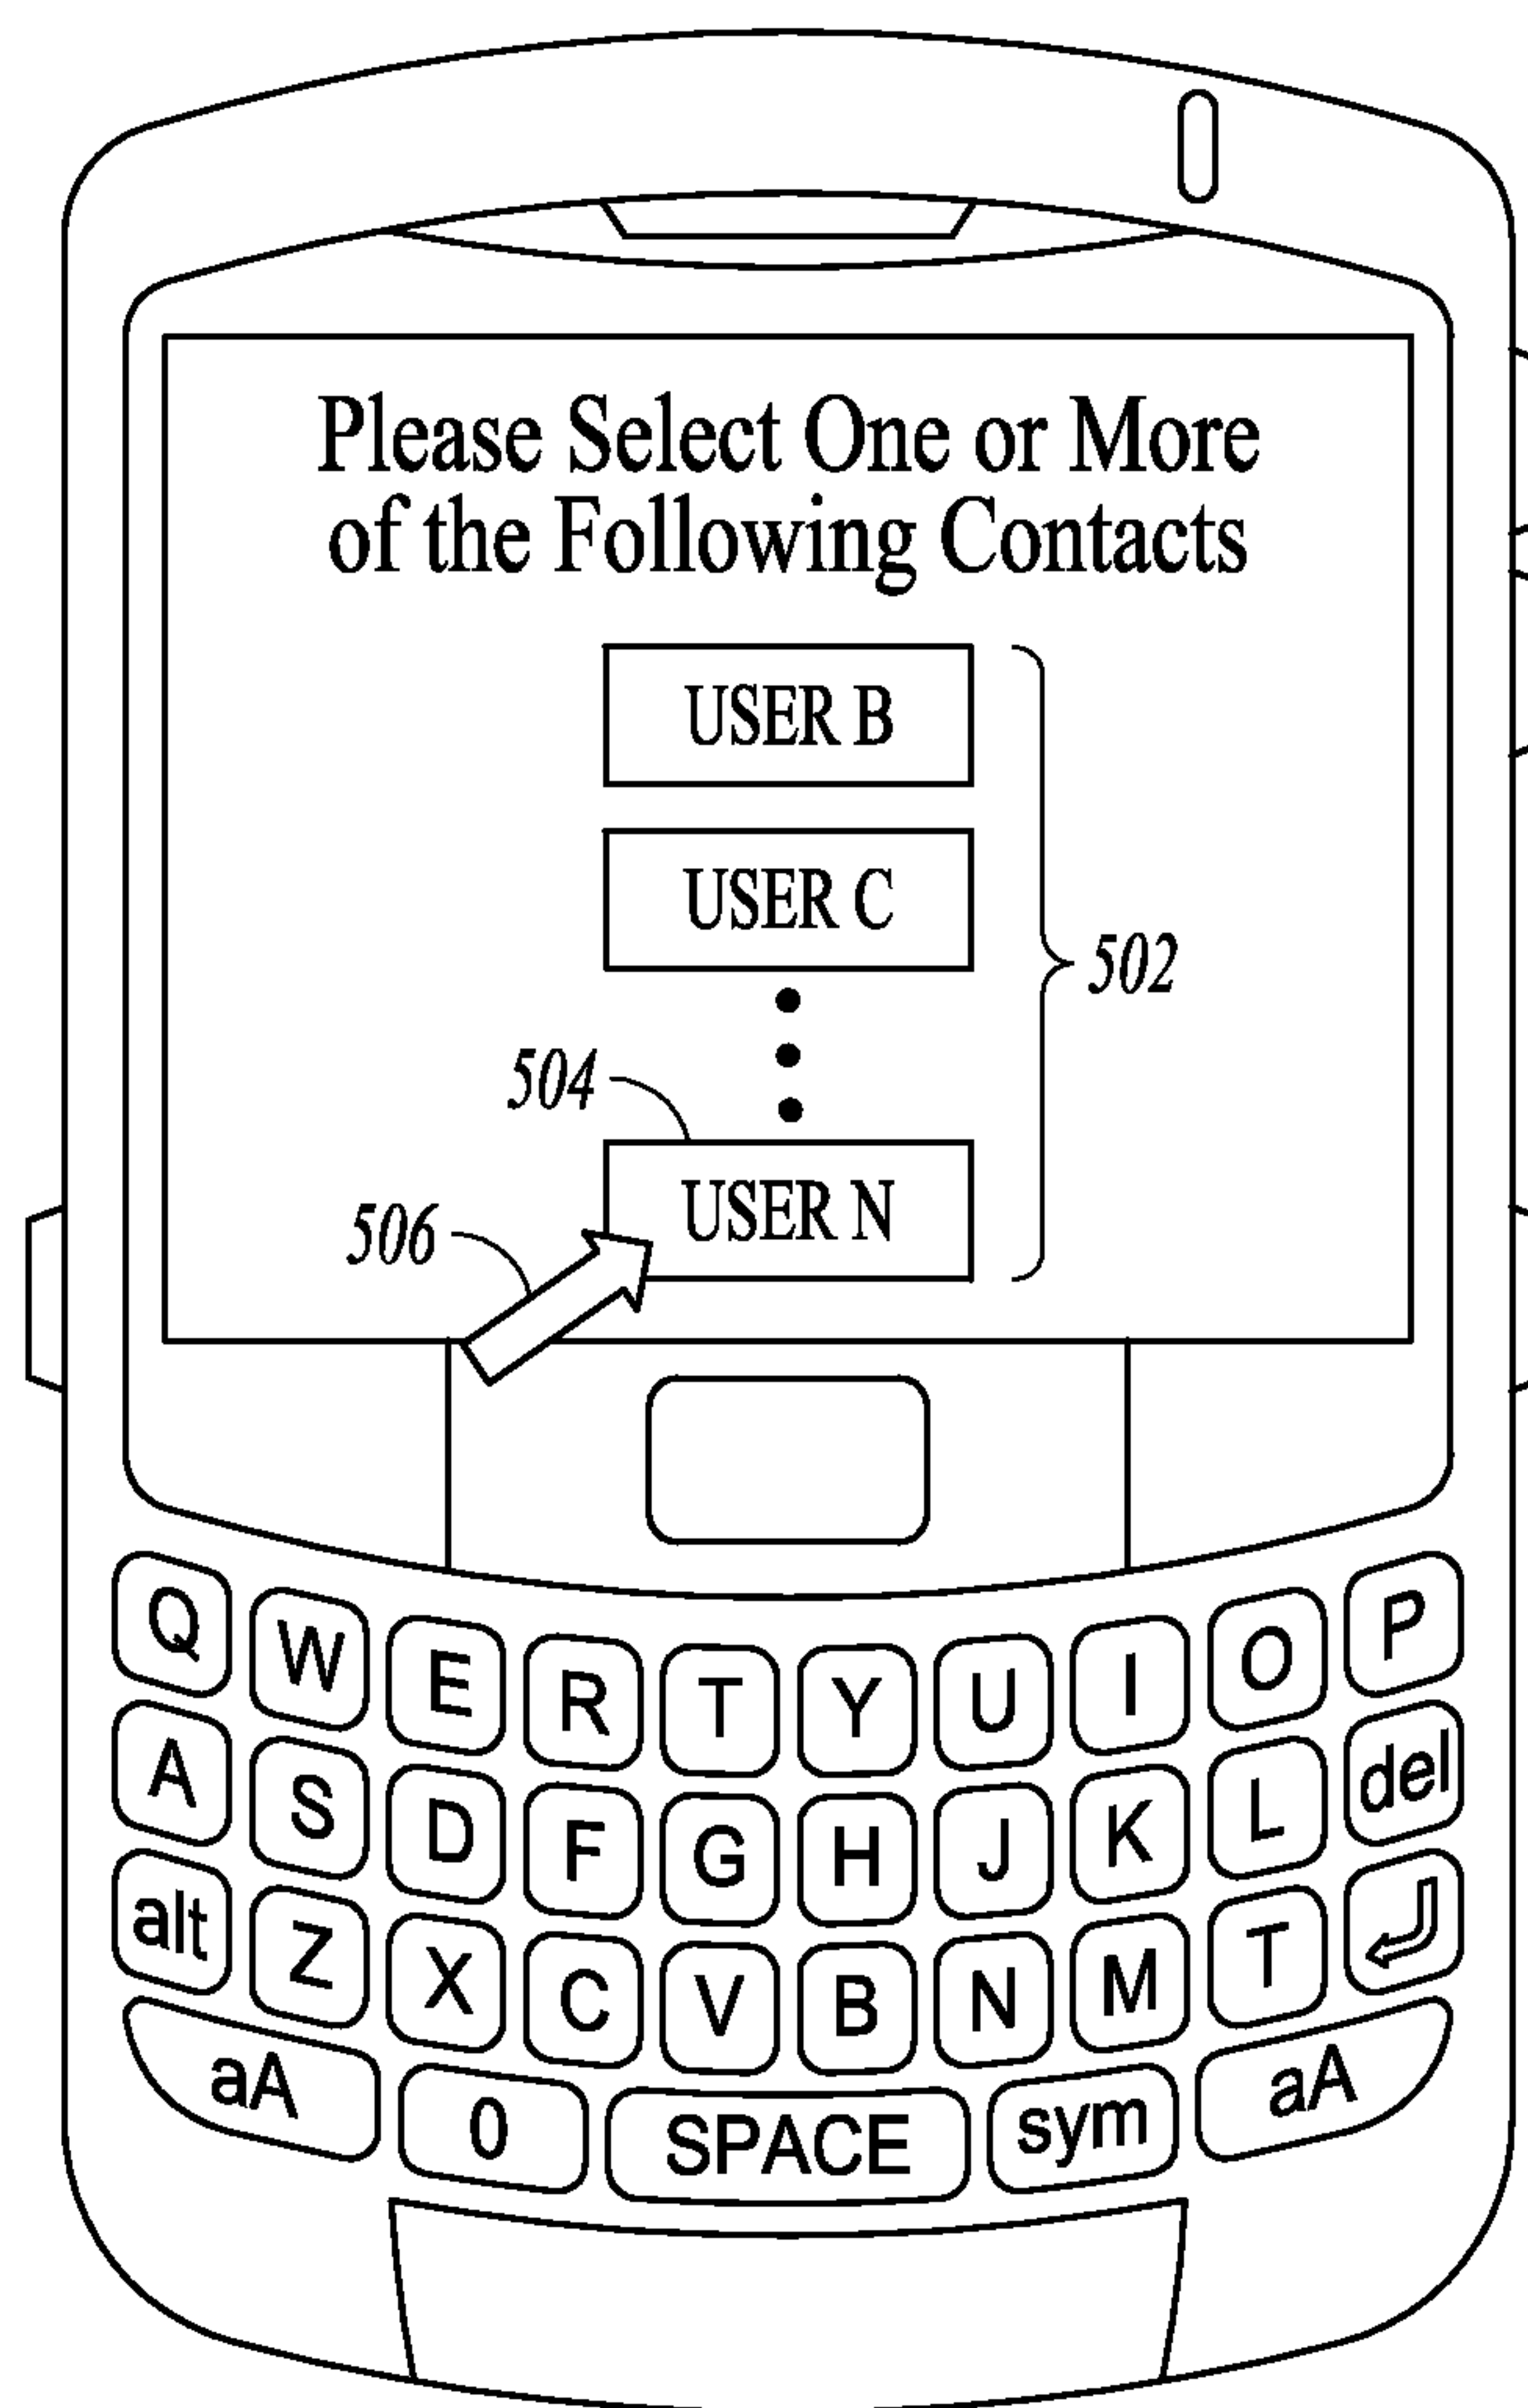 Please Select One or More
of the Following Contacts
USER B
USER C
502
504
USER N
506
Q W E R T Y U I O P
A S D F G H J K L del
alt Z X C V B N M T
aA 0 SPACE sym aA